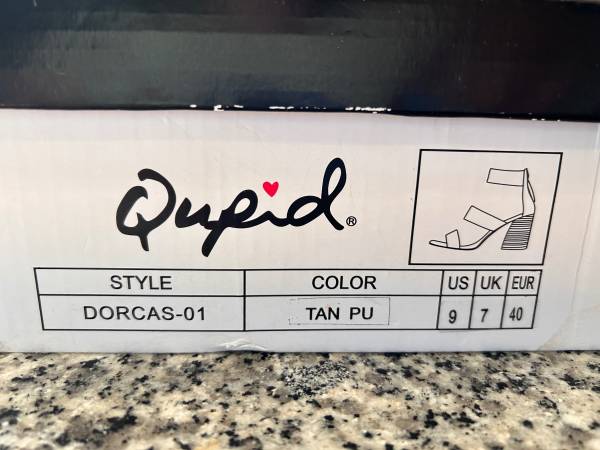 Qupid®
STYLE COLOR US UK EUR
DORCAS-01 TAN PU 9 7 40